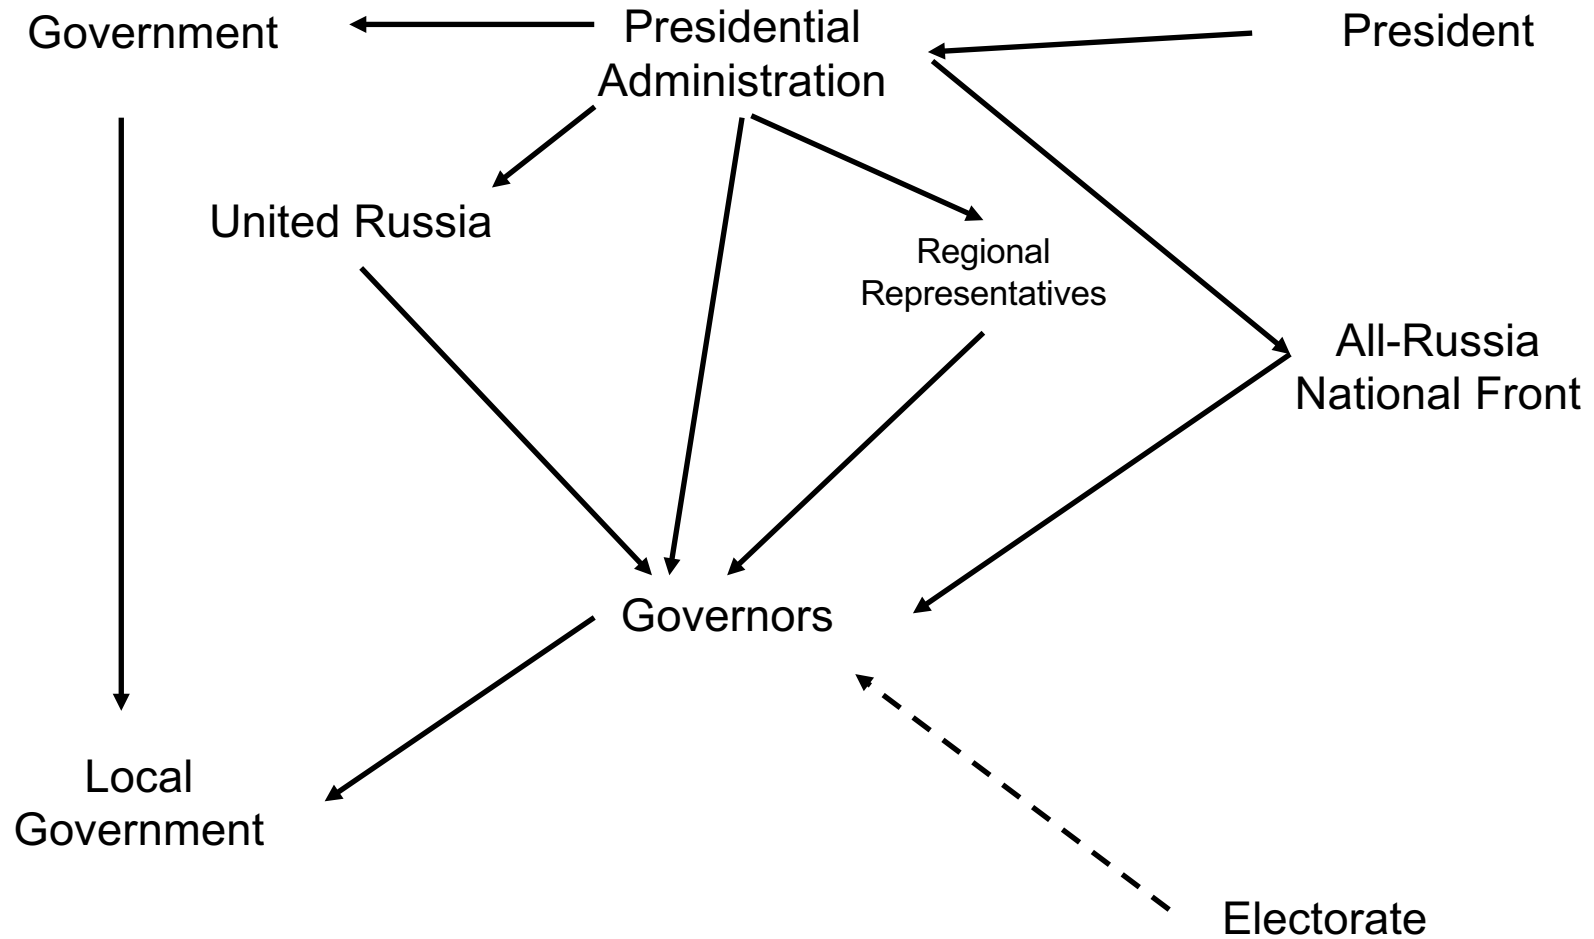 Government
Presidential
Administration
President
United Russia
Regional
Representatives
All-Russia
National Front
Governors
Local
Government
Electorate